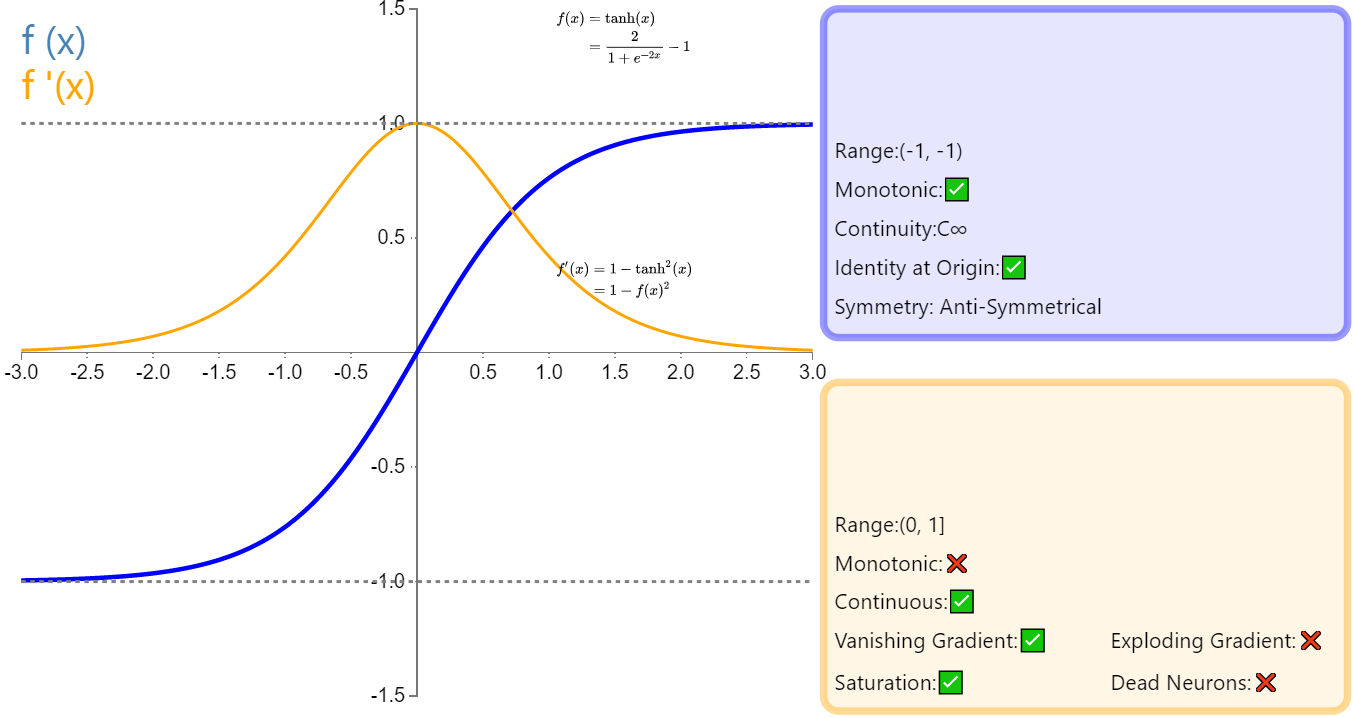 f (x)
f '(x)
f(x) = tanh(x)
= 2 / (1 + e^{-2x}) − 1
1.5
1.0
0.5
-0.5
-1.0
-1.5
-3.0 -2.5 -2.0 -1.5 -1.0 -0.5 0.5 1.0 1.5 2.0 2.5 3.0
f′(x) = 1 − tanh²(x)
= 1 − f(x)²
Range:(-1, -1)
Monotonic:✅
Continuity:C∞
Identity at Origin:✅
Symmetry: Anti-Symmetrical
Range:(0, 1]
Monotonic:❌
Continuous:✅
Vanishing Gradient:✅ Exploding Gradient:❌
Saturation:✅ Dead Neurons:❌